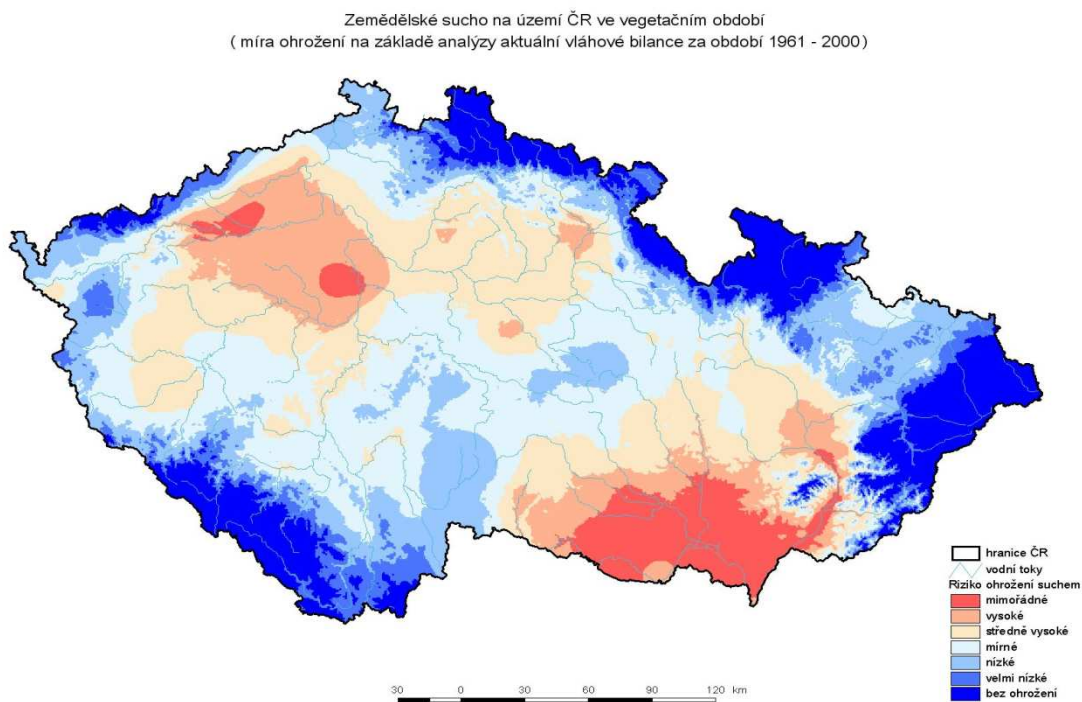 Zemědělské sucho na území ČR ve vegetačním období
( míra ohrožení na základě analýzy aktuální vláhové bilance za období 1961 - 2000)
hranice ČR
vodní toky
Riziko ohrožení suchem
mimořádné
vysoké
středně vysoké
mírné
nízké
velmi nízké
bez ohrožení
30 0 30 60 90 120 km